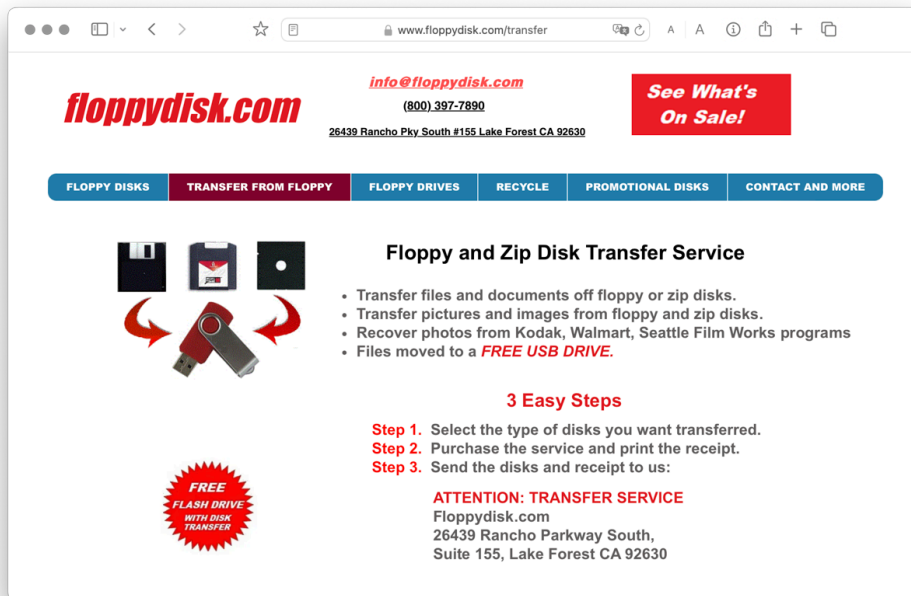 www.floppydisk.com/transfer
A A
floppydisk.com
info@floppydisk.com
(800) 397-7890
26439 Rancho Pky South #155 Lake Forest CA 92630
See What's
On Sale!
FLOPPY DISKS
TRANSFER FROM FLOPPY
FLOPPY DRIVES
RECYCLE
PROMOTIONAL DISKS
CONTACT AND MORE
Floppy and Zip Disk Transfer Service
• Transfer files and documents off floppy or zip disks.
• Transfer pictures and images from floppy and zip disks.
• Recover photos from Kodak, Walmart, Seattle Film Works programs
• Files moved to a FREE USB DRIVE.
3 Easy Steps
Step 1. Select the type of disks you want transferred.
Step 2. Purchase the service and print the receipt.
Step 3. Send the disks and receipt to us:
ATTENTION: TRANSFER SERVICE
Floppydisk.com
26439 Rancho Parkway South,
Suite 155, Lake Forest CA 92630
FREE
FLASH DRIVE
WITH DISK
TRANSFER